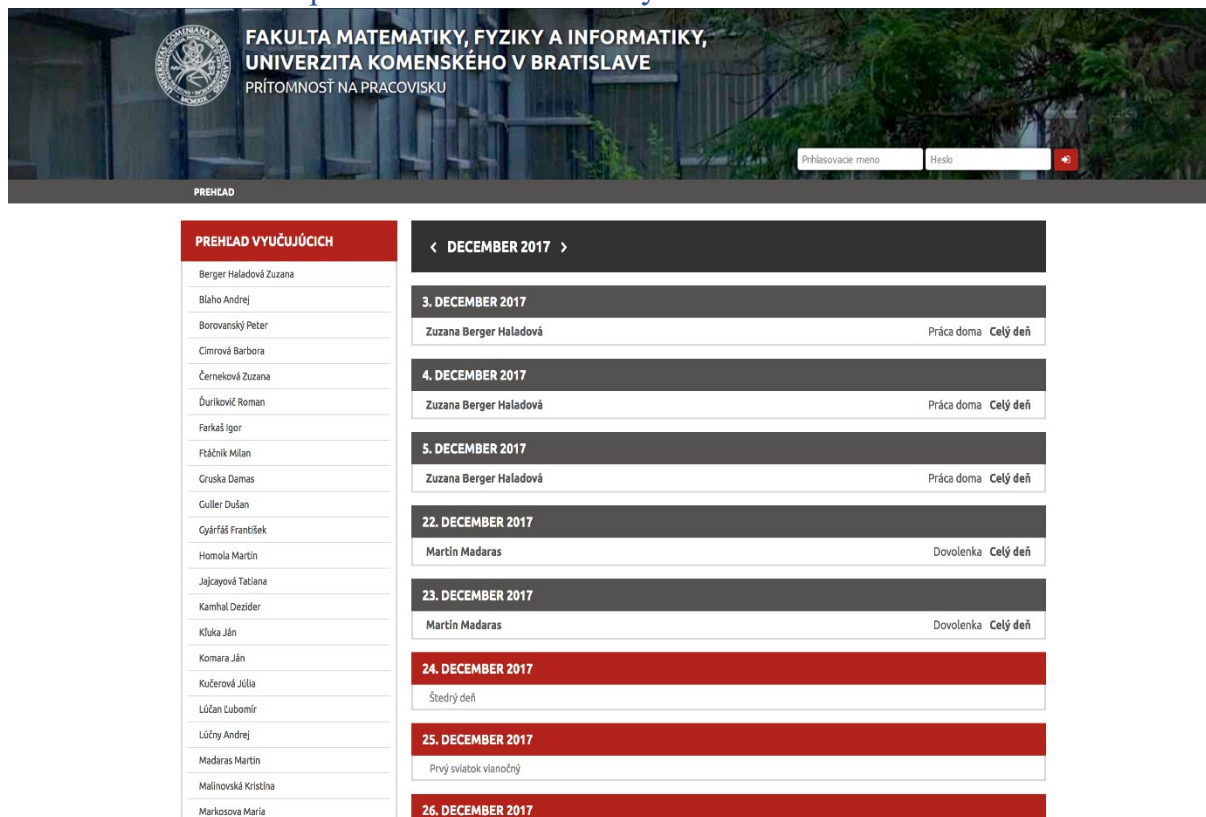 FAKULTA MATEMATIKY, FYZIKY A INFORMATIKY,
UNIVERZITA KOMENSKÉHO V BRATISLAVE
PRÍTOMNOSŤ NA PRACOVISKU
Prihlasovacie meno
Heslo
PREHĽAD
PREHĽAD VYUČUJÚCICH
Berger Haladová Zuzana
Blaho Andrej
Borovanský Peter
Cimrová Barbora
Černeková Zuzana
Ďurikovič Roman
Farkaš Igor
Ftáčnik Milan
Gruska Damas
Guller Dušan
Gyárfáš František
Homola Martin
Jajcayová Tatiana
Kamhal Dezider
Kľuka Ján
Komara Ján
Kučerová Júlia
Lúčan Ľubomír
Lúčny Andrej
Madaras Martin
Malinovská Kristína
Markosova Maria
< DECEMBER 2017 >
3. DECEMBER 2017
Zuzana Berger Haladová Práca doma Celý deň
4. DECEMBER 2017
Zuzana Berger Haladová Práca doma Celý deň
5. DECEMBER 2017
Zuzana Berger Haladová Práca doma Celý deň
22. DECEMBER 2017
Martin Madaras Dovolenka Celý deň
23. DECEMBER 2017
Martin Madaras Dovolenka Celý deň
24. DECEMBER 2017
Štedrý deň
25. DECEMBER 2017
Prvý sviatok vianočný
26. DECEMBER 2017